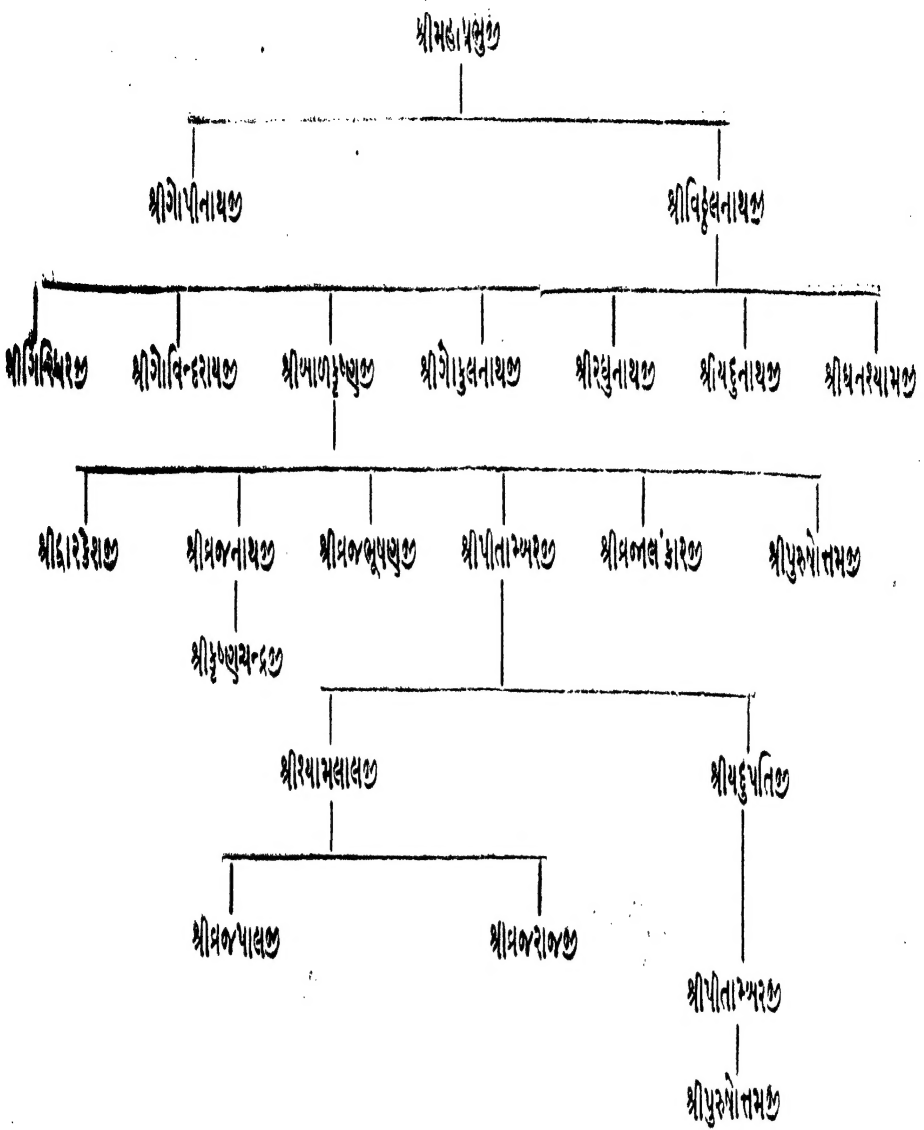 શ્રીમહાપ્રભુજી
શ્રીગોપીનાથજી શ્રીવિઠ્ઠલનાથજી
શ્રીગિરિધરજી શ્રીગોવિન્દરાયજી શ્રીબાળકૃષ્ણજી શ્રીગોકુલનાથજી શ્રીરઘુનાથજી શ્રીયદુનાથજી શ્રીઘનશ્યામજી
શ્રીદ્વારકેશજી શ્રીવ્રજનાથજી શ્રીવ્રજભૂષણજી શ્રીપીતામ્બરજી શ્રીવ્રજાલંકારજી શ્રીપુરુષોત્તમજી
શ્રીકૃષ્ણચન્દ્રજી
શ્રીશ્યામલાલજી શ્રીયદુપતિજી
શ્રીવ્રજપાલજી શ્રીવ્રજરાજજી
શ્રીપીતામ્બરજી
શ્રીપુરુષોત્તમજી